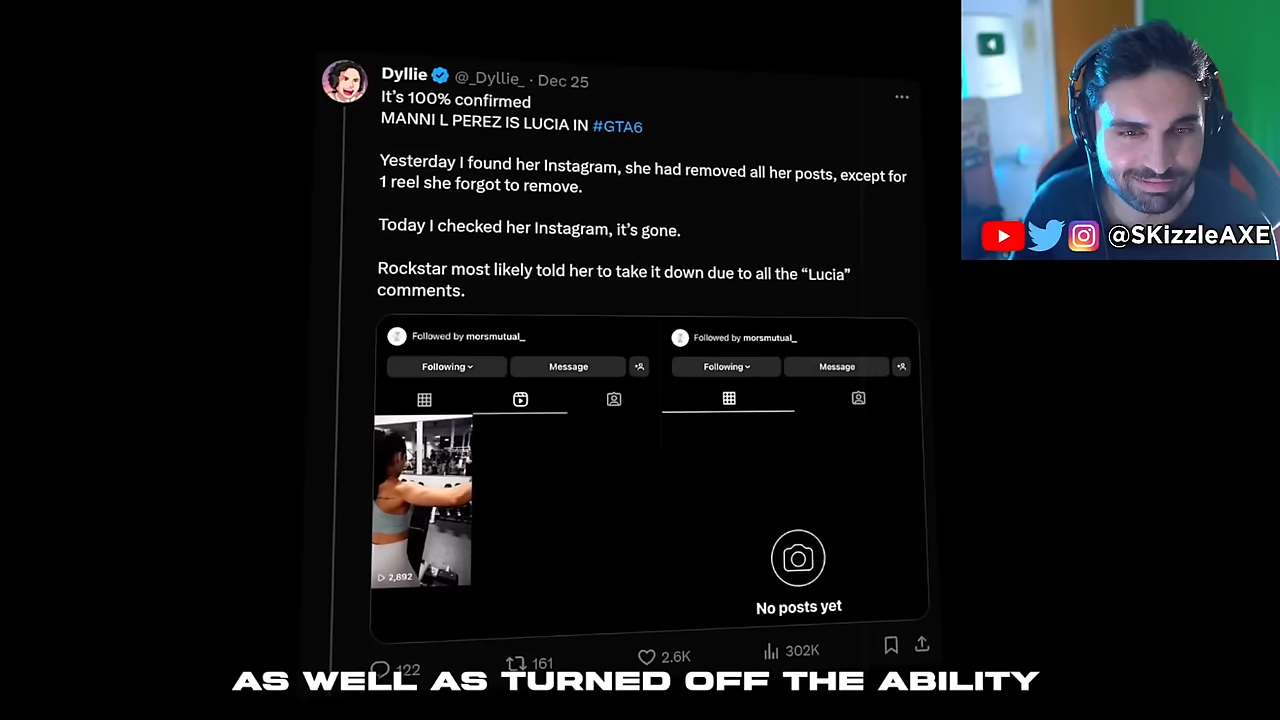 Dyllie @_Dyllie_ · Dec 25
It's 100% confirmed
MANNI L PEREZ IS LUCIA IN #GTA6
Yesterday I found her Instagram, she had removed all her posts, except for
1 reel she forgot to remove.
Today I checked her Instagram, it's gone.
Rockstar most likely told her to take it down due to all the “Lucia”
comments.
Followed by morsmutual_
Following
Message
Followed by morsmutual_
Following
Message
2,892
No posts yet
122
161
2.6K
302K
AS WELL AS TURNED OFF THE ABILITY
@SKizzleAXE